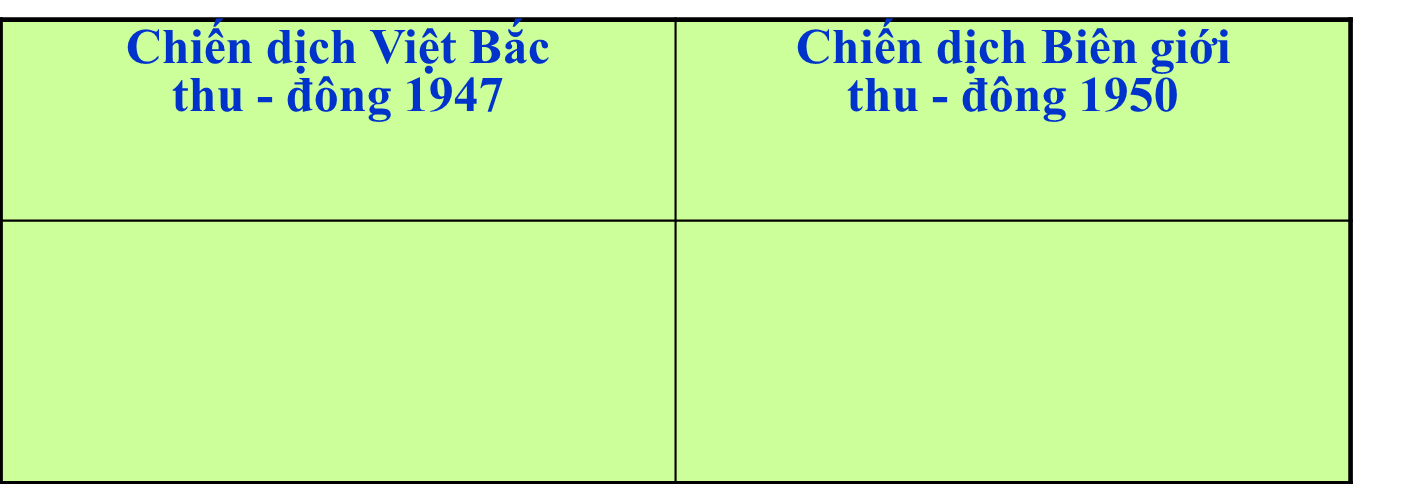 Chiến dịch Việt Bắc
thu - đông 1947
Chiến dịch Biên giới
thu - đông 1950